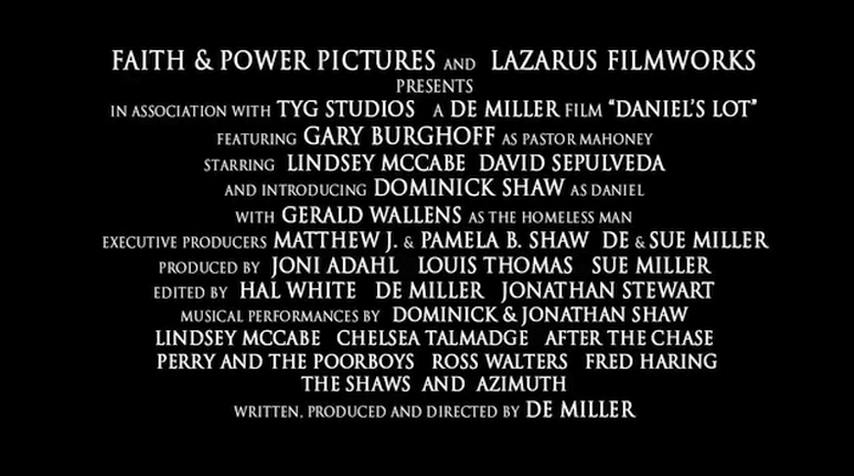 FAITH & POWER PICTURES AND LAZARUS FILMWORKS
PRESENTS
IN ASSOCIATION WITH TYG STUDIOS A DE MILLER FILM “DANIEL’S LOT”
FEATURING GARY BURGHOFF AS PASTOR MAHONEY
STARRING LINDSEY MCCABE DAVID SEPULVEDA
AND INTRODUCING DOMINICK SHAW AS DANIEL
WITH GERALD WALLENS AS THE HOMELESS MAN
EXECUTIVE PRODUCERS MATTHEW J. & PAMELA B. SHAW DE & SUE MILLER
PRODUCED BY JONI ADAHL LOUIS THOMAS SUE MILLER
EDITED BY HAL WHITE DE MILLER JONATHAN STEWART
MUSICAL PERFORMANCES BY DOMINICK & JONATHAN SHAW
LINDSEY MCCABE CHELSEA TALMADGE AFTER THE CHASE
PERRY AND THE POORBOYS ROSS WALTERS FRED HARING
THE SHAWS AND AZIMUTH
WRITTEN, PRODUCED AND DIRECTED BY DE MILLER